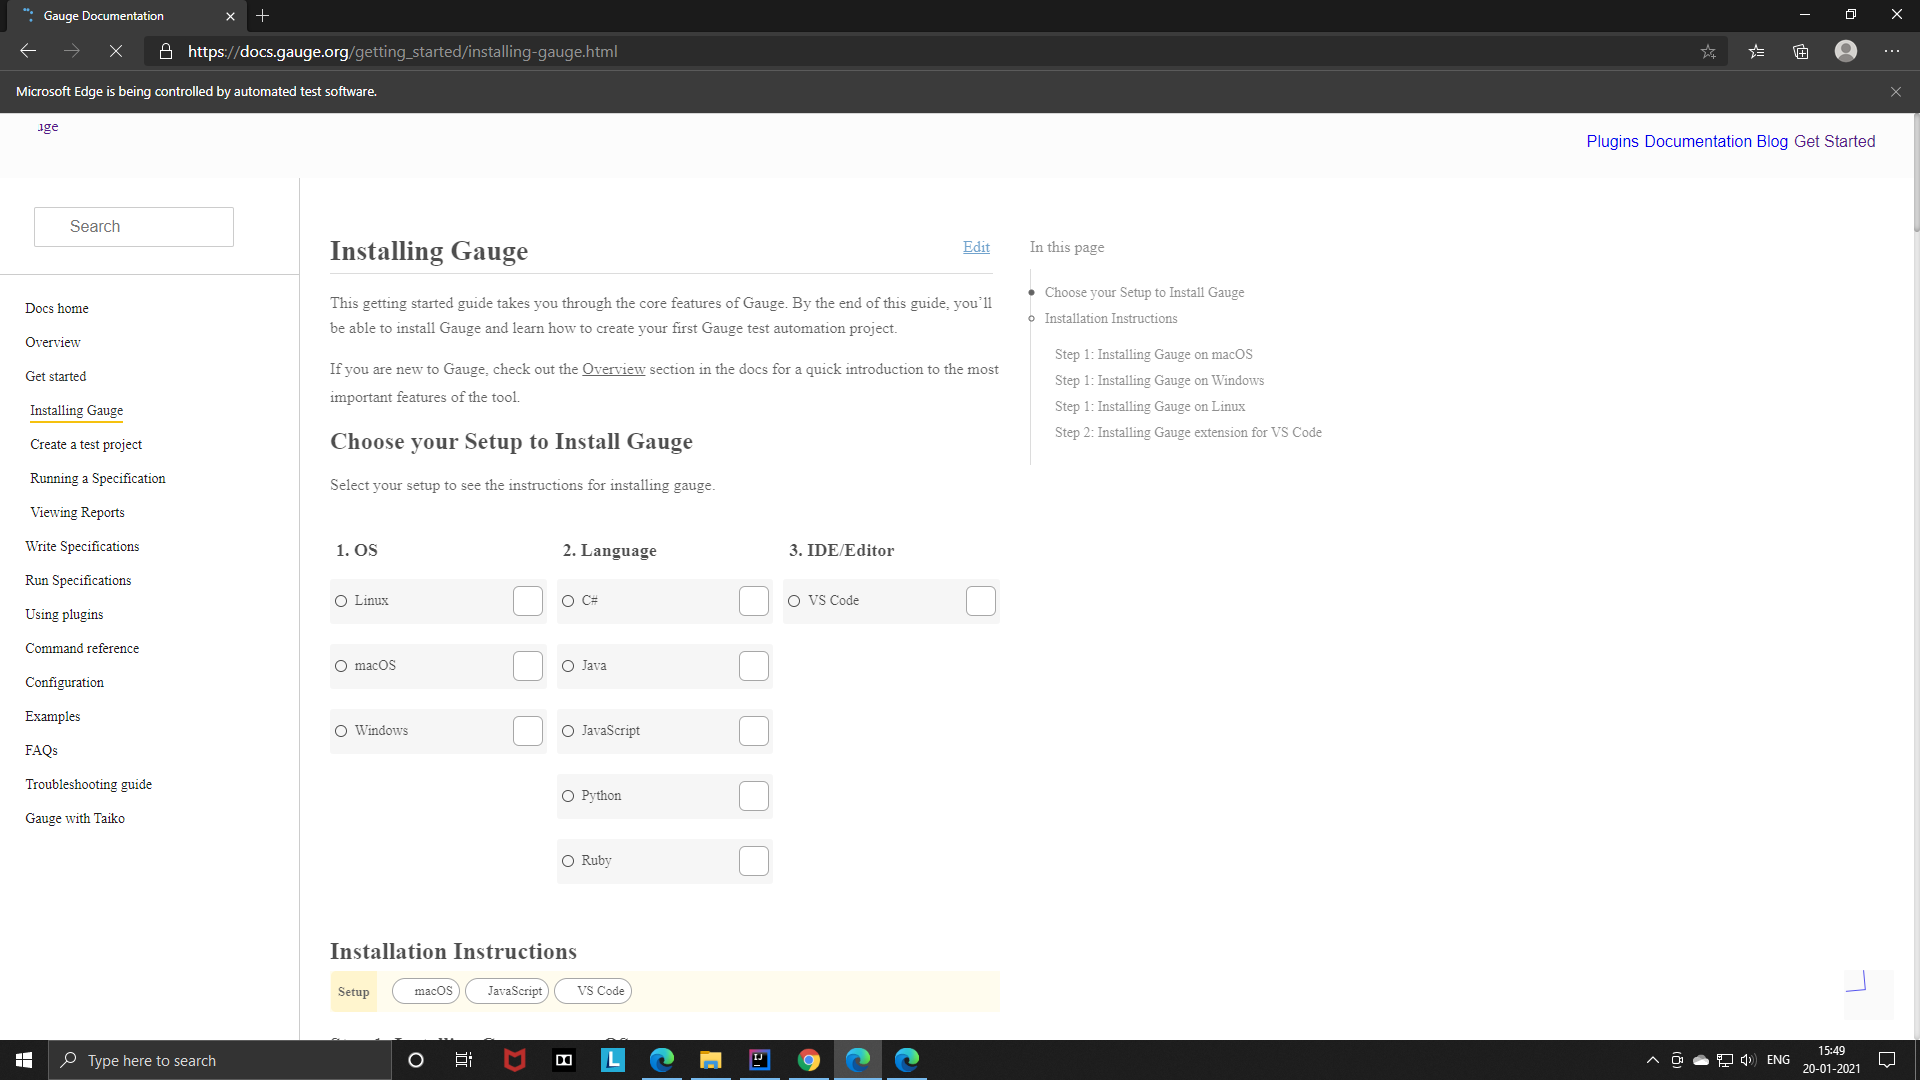 Gauge Documentation
https://docs.gauge.org/getting_started/installing-gauge.html
Microsoft Edge is being controlled by automated test software.
Plugins Documentation Blog Get Started
Search
Docs home
Overview
Get started
Installing Gauge
Create a test project
Running a Specification
Viewing Reports
Write Specifications
Run Specifications
Using plugins
Command reference
Configuration
Examples
FAQs
Troubleshooting guide
Gauge with Taiko
Installing Gauge
Edit
This getting started guide takes you through the core features of Gauge. By the end of this guide, you’ll
be able to install Gauge and learn how to create your first Gauge test automation project.
If you are new to Gauge, check out the Overview section in the docs for a quick introduction to the most
important features of the tool.
Choose your Setup to Install Gauge
Select your setup to see the instructions for installing gauge.
1. OS
Linux
macOS
Windows
2. Language
C#
Java
JavaScript
Python
Ruby
3. IDE/Editor
VS Code
Installation Instructions
Setup macOS JavaScript VS Code
In this page
Choose your Setup to Install Gauge
Installation Instructions
Step 1: Installing Gauge on macOS
Step 1: Installing Gauge on Windows
Step 1: Installing Gauge on Linux
Step 2: Installing Gauge extension for VS Code
Type here to search
L
IJ
ENG
15:49
20-01-2021